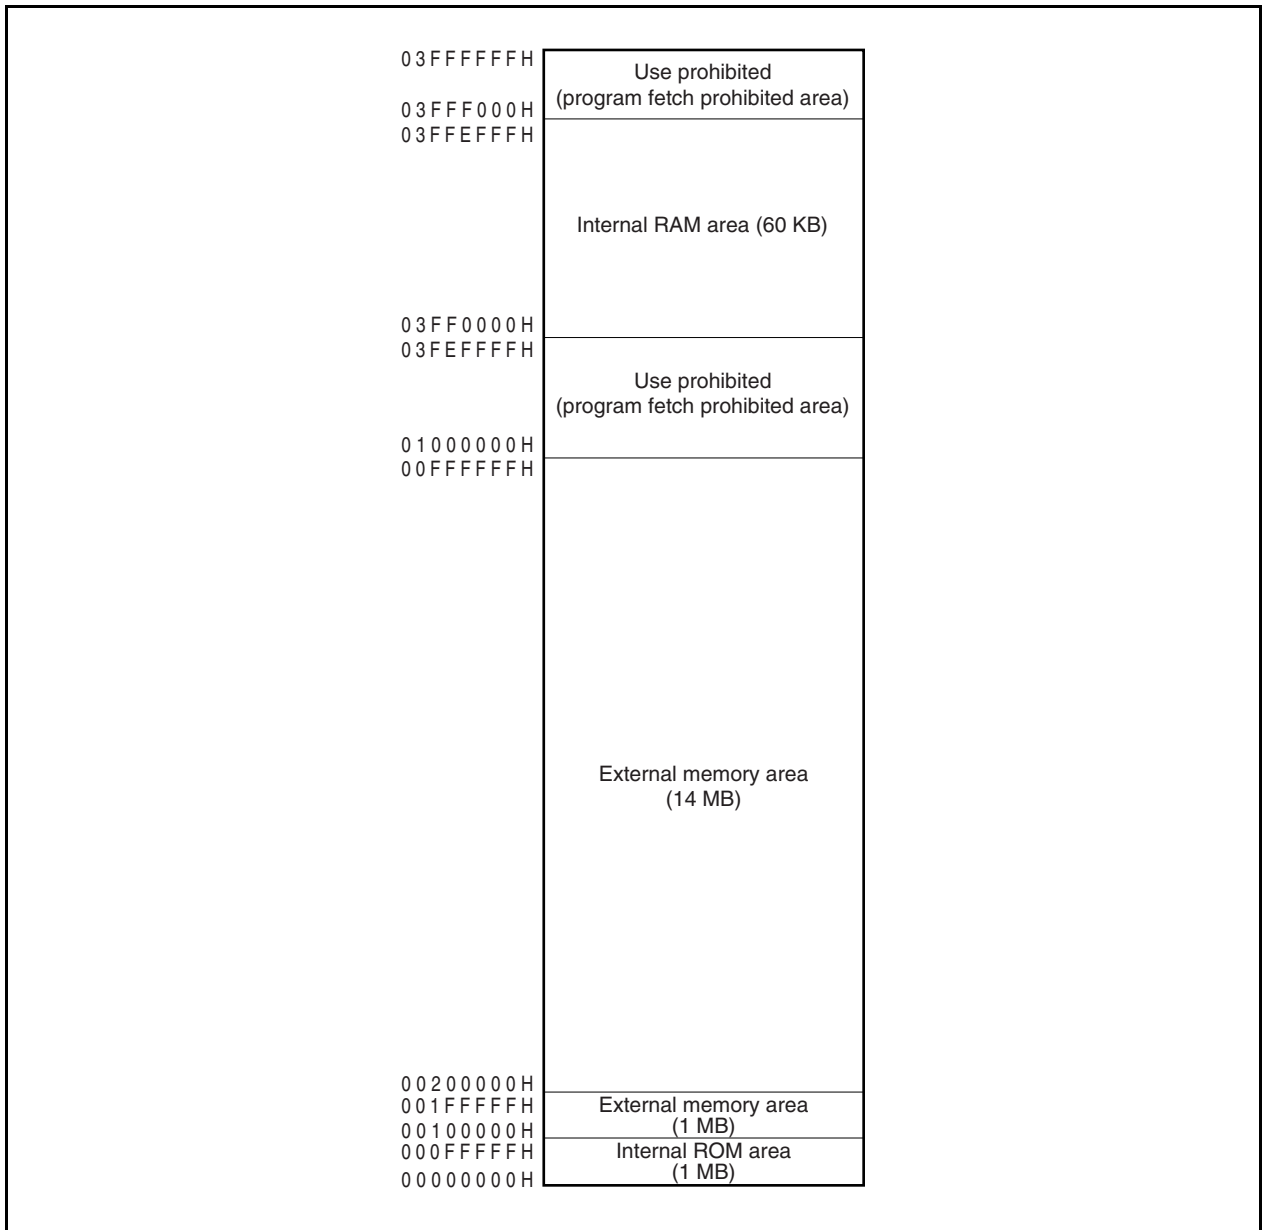 03FFFFFFH
Use prohibited
(program fetch prohibited area)
03FFF000H
03FFEFFFH
Internal RAM area (60 KB)
03FF0000H
03FEFFFFH
Use prohibited
(program fetch prohibited area)
01000000H
00FFFFFFH
External memory area
(14 MB)
00200000H
001FFFFFH
External memory area
(1 MB)
00100000H
000FFFFFH
Internal ROM area
(1 MB)
00000000H